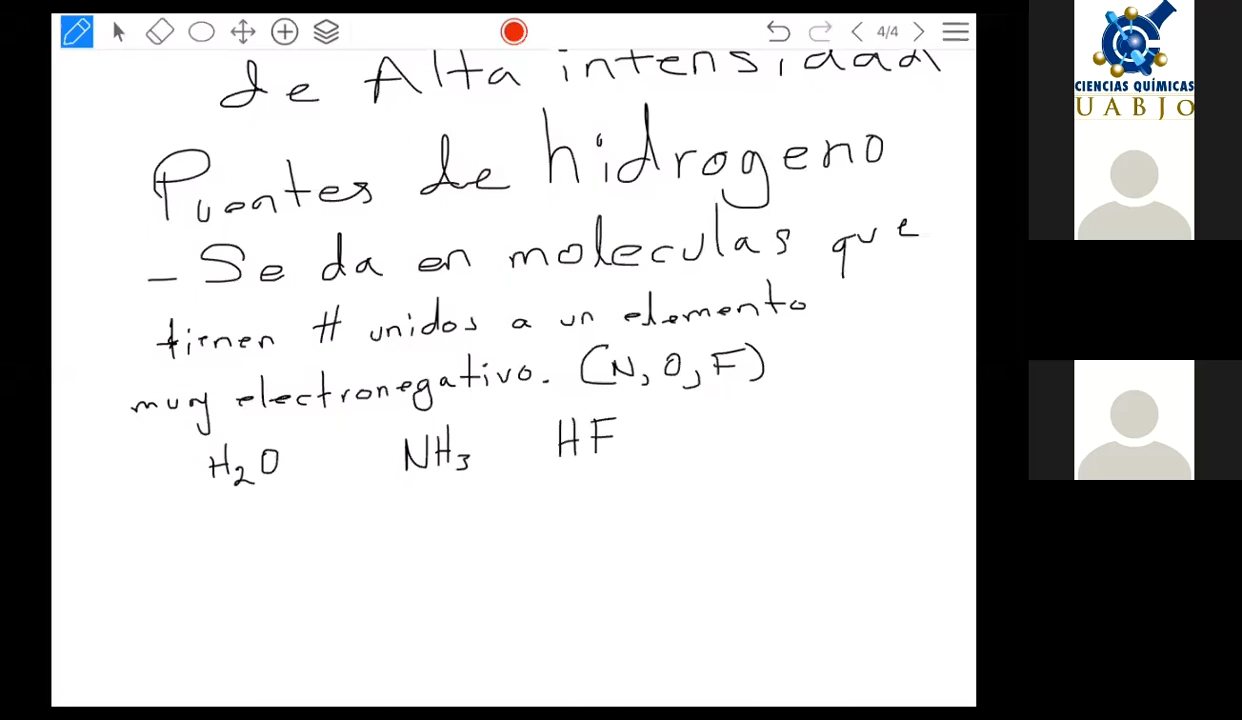 4/4
de Alta intensidad
Puentes de hidrogeno
- Se da en moleculas que
tienen H unidos a un elemento
muy electronegativo. (N, O, F)
H₂O NH₃ HF
CIENCIAS QUÍMICAS
UABJO